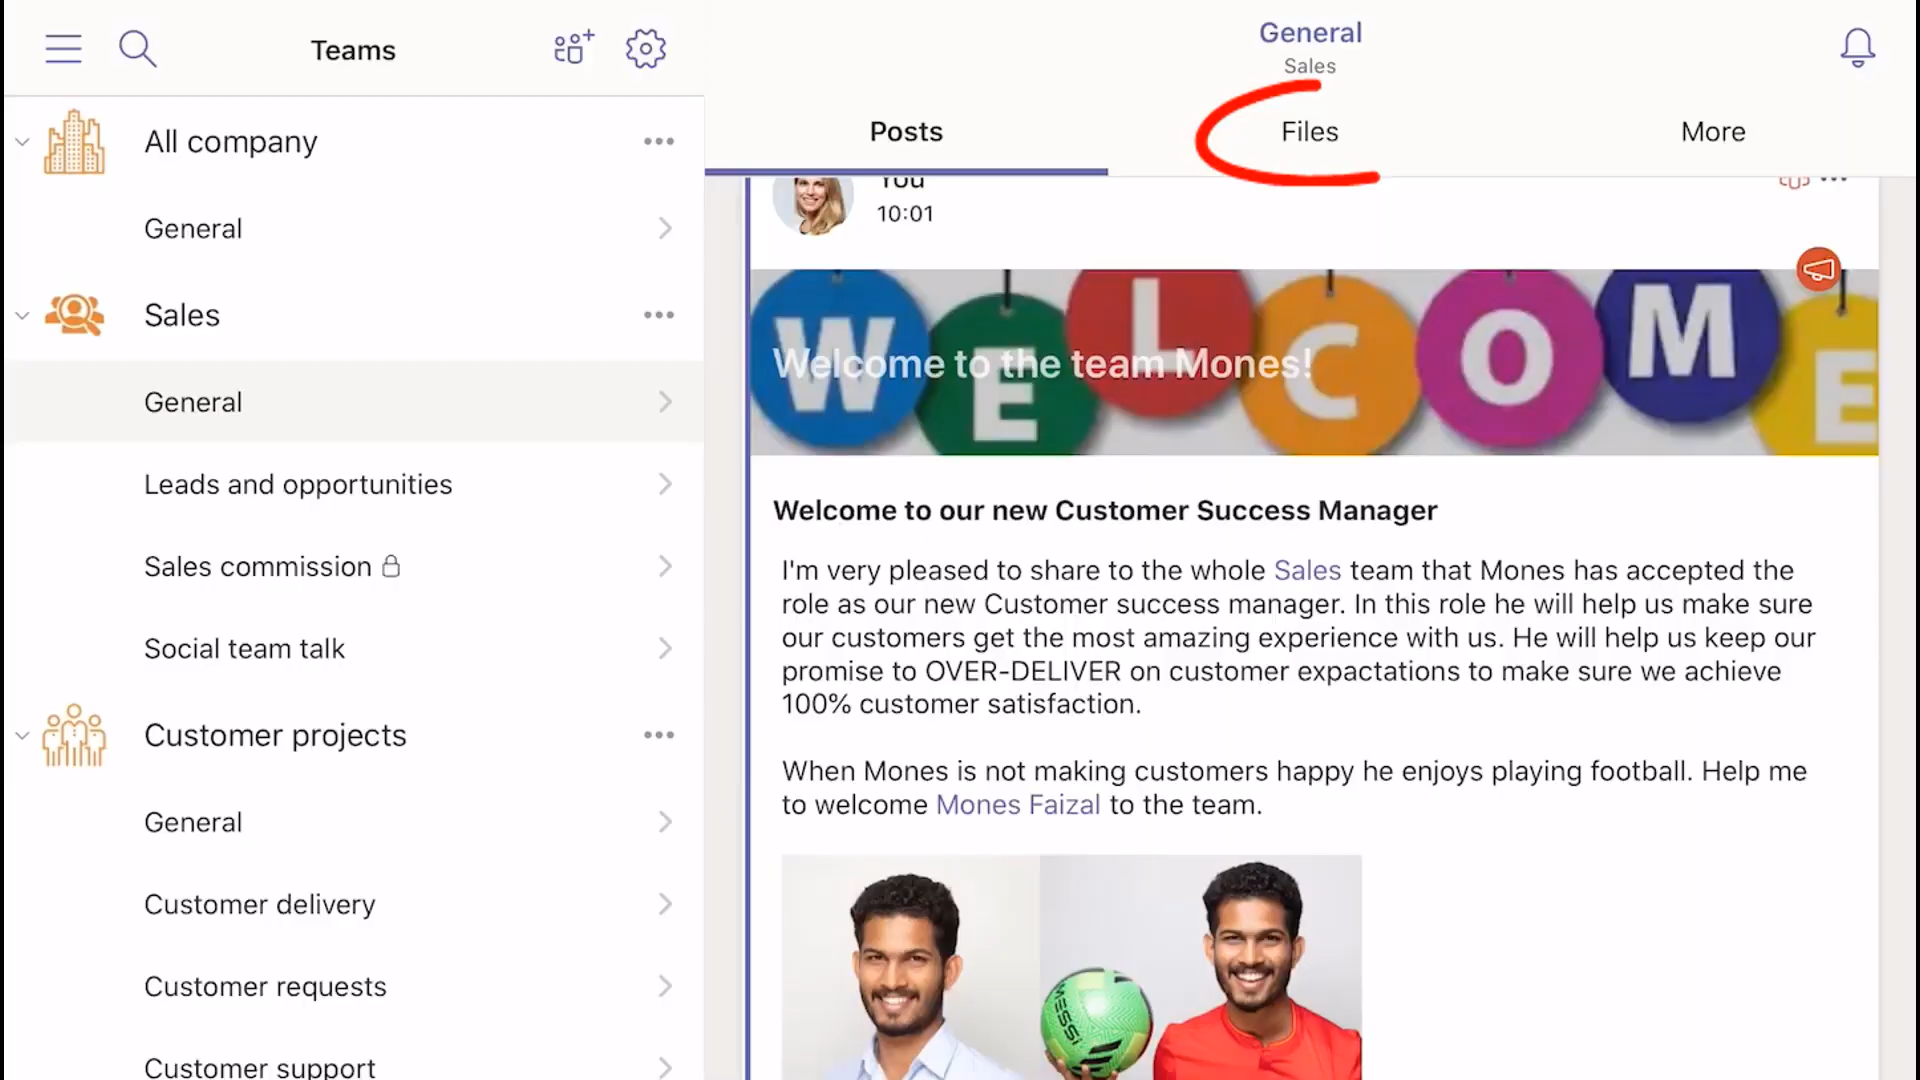 Teams
All company
General
Sales
General
Leads and opportunities
Sales commission
Social team talk
Customer projects
General
Customer delivery
Customer requests
Customer support
General
Sales
Posts
Files
More
You
10:01
WELCOME
Welcome to the team Mones!
Welcome to our new Customer Success Manager
I'm very pleased to share to the whole Sales team that Mones has accepted the
role as our new Customer success manager. In this role he will help us make sure
our customers get the most amazing experience with us. He will help us keep our
promise to OVER-DELIVER on customer expactations to make sure we achieve
100% customer satisfaction.
When Mones is not making customers happy he enjoys playing football. Help me
to welcome Mones Faizal to the team.
MESSI